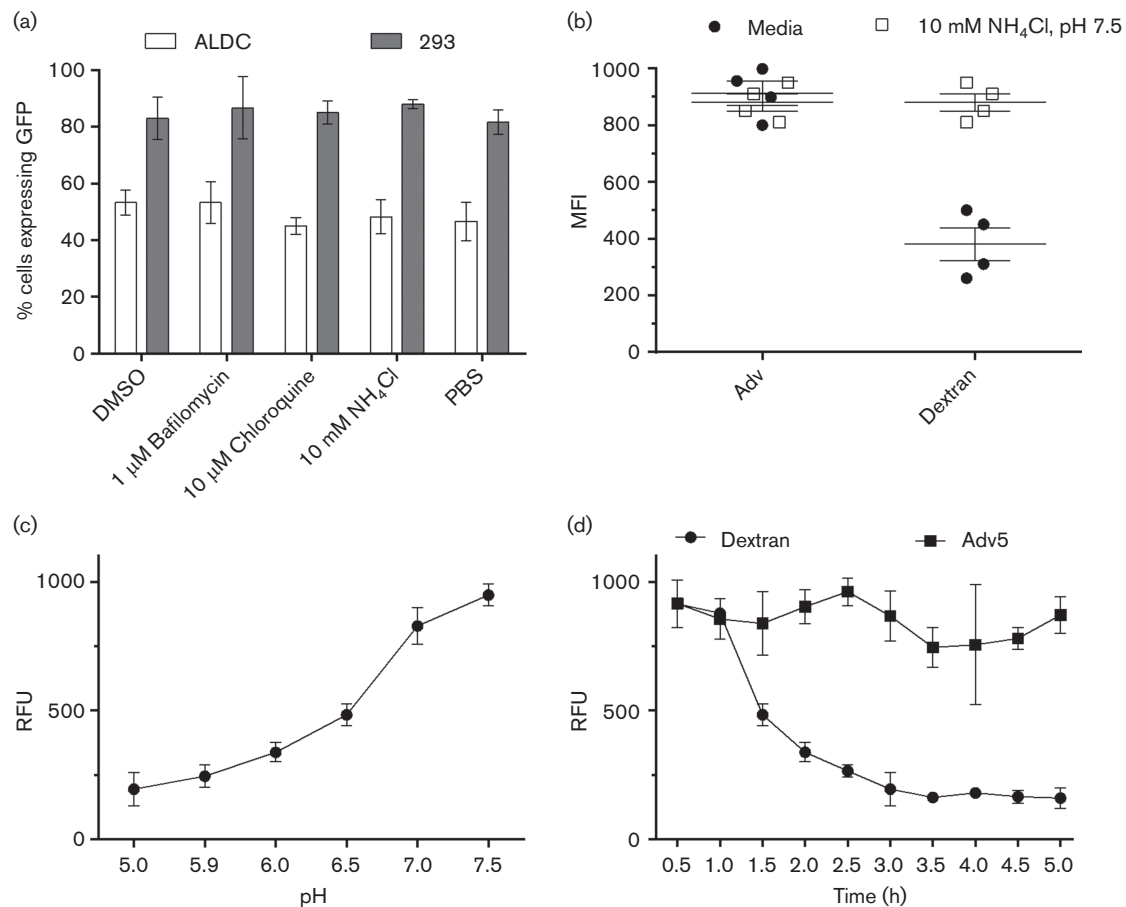 (a)
ALDC
293
% cells expressing GFP
100
80
60
40
20
0
DMSO
1 μM Bafilomycin
10 μM Chloroquine
10 mM NH₄Cl
PBS
(b)
Media
10 mM NH₄Cl, pH 7.5
MFI
1000
800
600
400
200
0
Adv
Dextran
(c)
RFU
1000
500
0
5.0 5.9 6.0 6.5 7.0 7.5
pH
(d)
Dextran
Adv5
RFU
1000
500
0
0.5 1.0 1.5 2.0 2.5 3.0 3.5 4.0 4.5 5.0
Time (h)